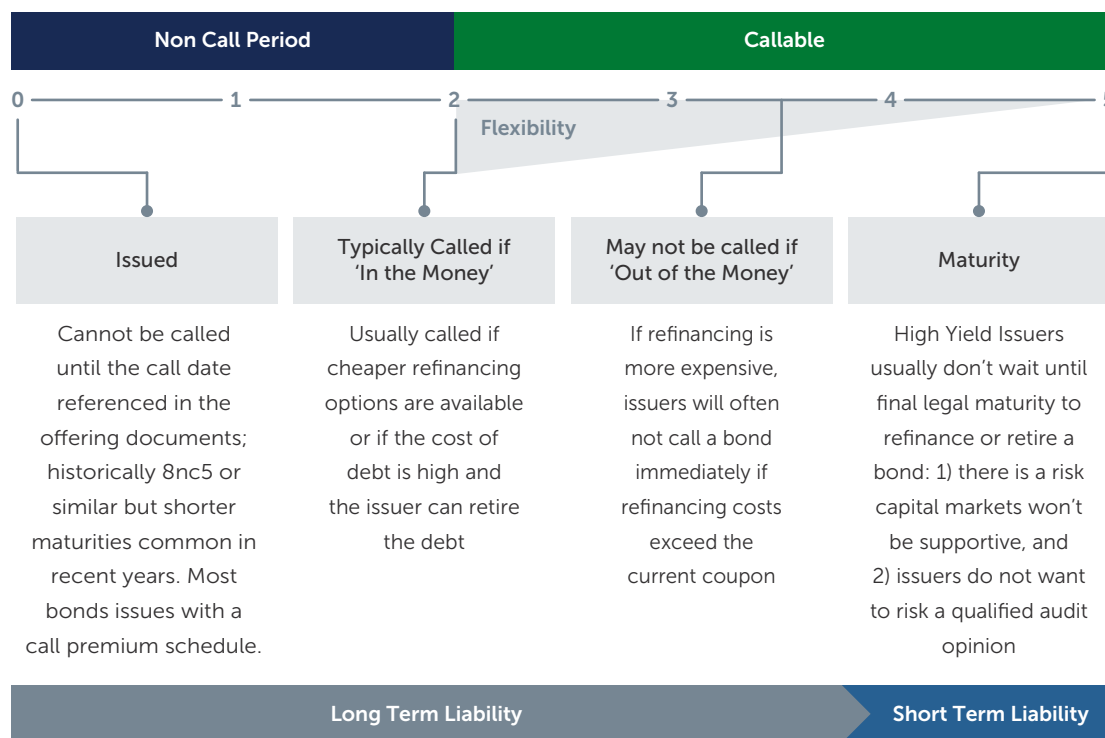 Non Call Period
Callable
0
1
2
3
4
Flexibility
Issued
Cannot be called
until the call date
referenced in the
offering documents;
historically 8nc5 or
similar but shorter
maturities common in
recent years. Most
bonds issues with a
call premium schedule.
Typically Called if
‘In the Money’
Usually called if
cheaper refinancing
options are available
or if the cost of
debt is high and
the issuer can retire
the debt
May not be called if
‘Out of the Money’
If refinancing is
more expensive,
issuers will often
not call a bond
immediately if
refinancing costs
exceed the
current coupon
Maturity
High Yield Issuers
usually don’t wait until
final legal maturity to
refinance or retire a
bond: 1) there is a risk
capital markets won’t
be supportive, and
2) issuers do not want
to risk a qualified audit
opinion
Long Term Liability
Short Term Liability